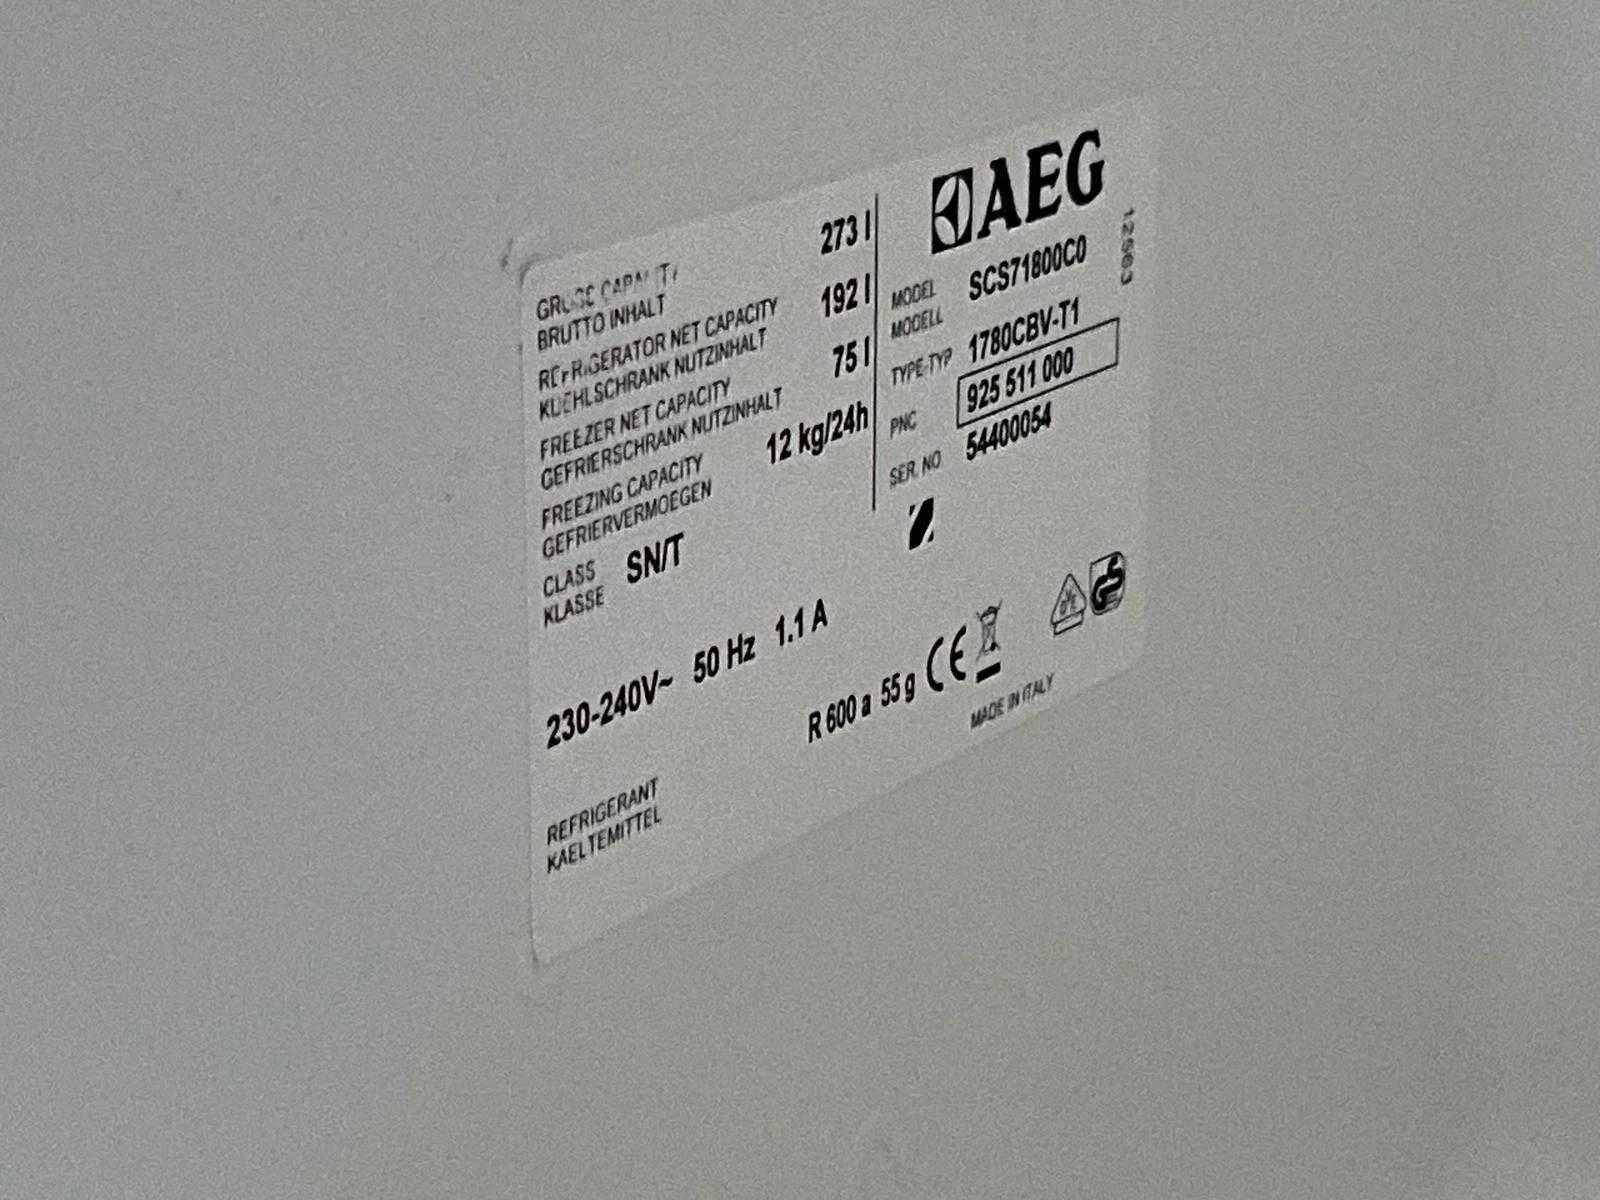 GROSS CAPACITY 273 l
BRUTTO INHALT
REFRIGERATOR NET CAPACITY 192 l
KUEHLSCHRANK NUTZINHALT
FREEZER NET CAPACITY 75 l
GEFRIERSCHRANK NUTZINHALT
FREEZING CAPACITY 12 kg/24h
GEFRIERVERMOEGEN
CLASS SN/T
KLASSE
230-240V~ 50 Hz 1.1 A
REFRIGERANT R 600 a 55 g CE
KAELTEMITTEL
AEG
MODEL SCS71800C0
MODELL
TYPE-TYP 1780CBV-T1
PNC 925 511 000
SER. NO 54400054
MADE IN ITALY